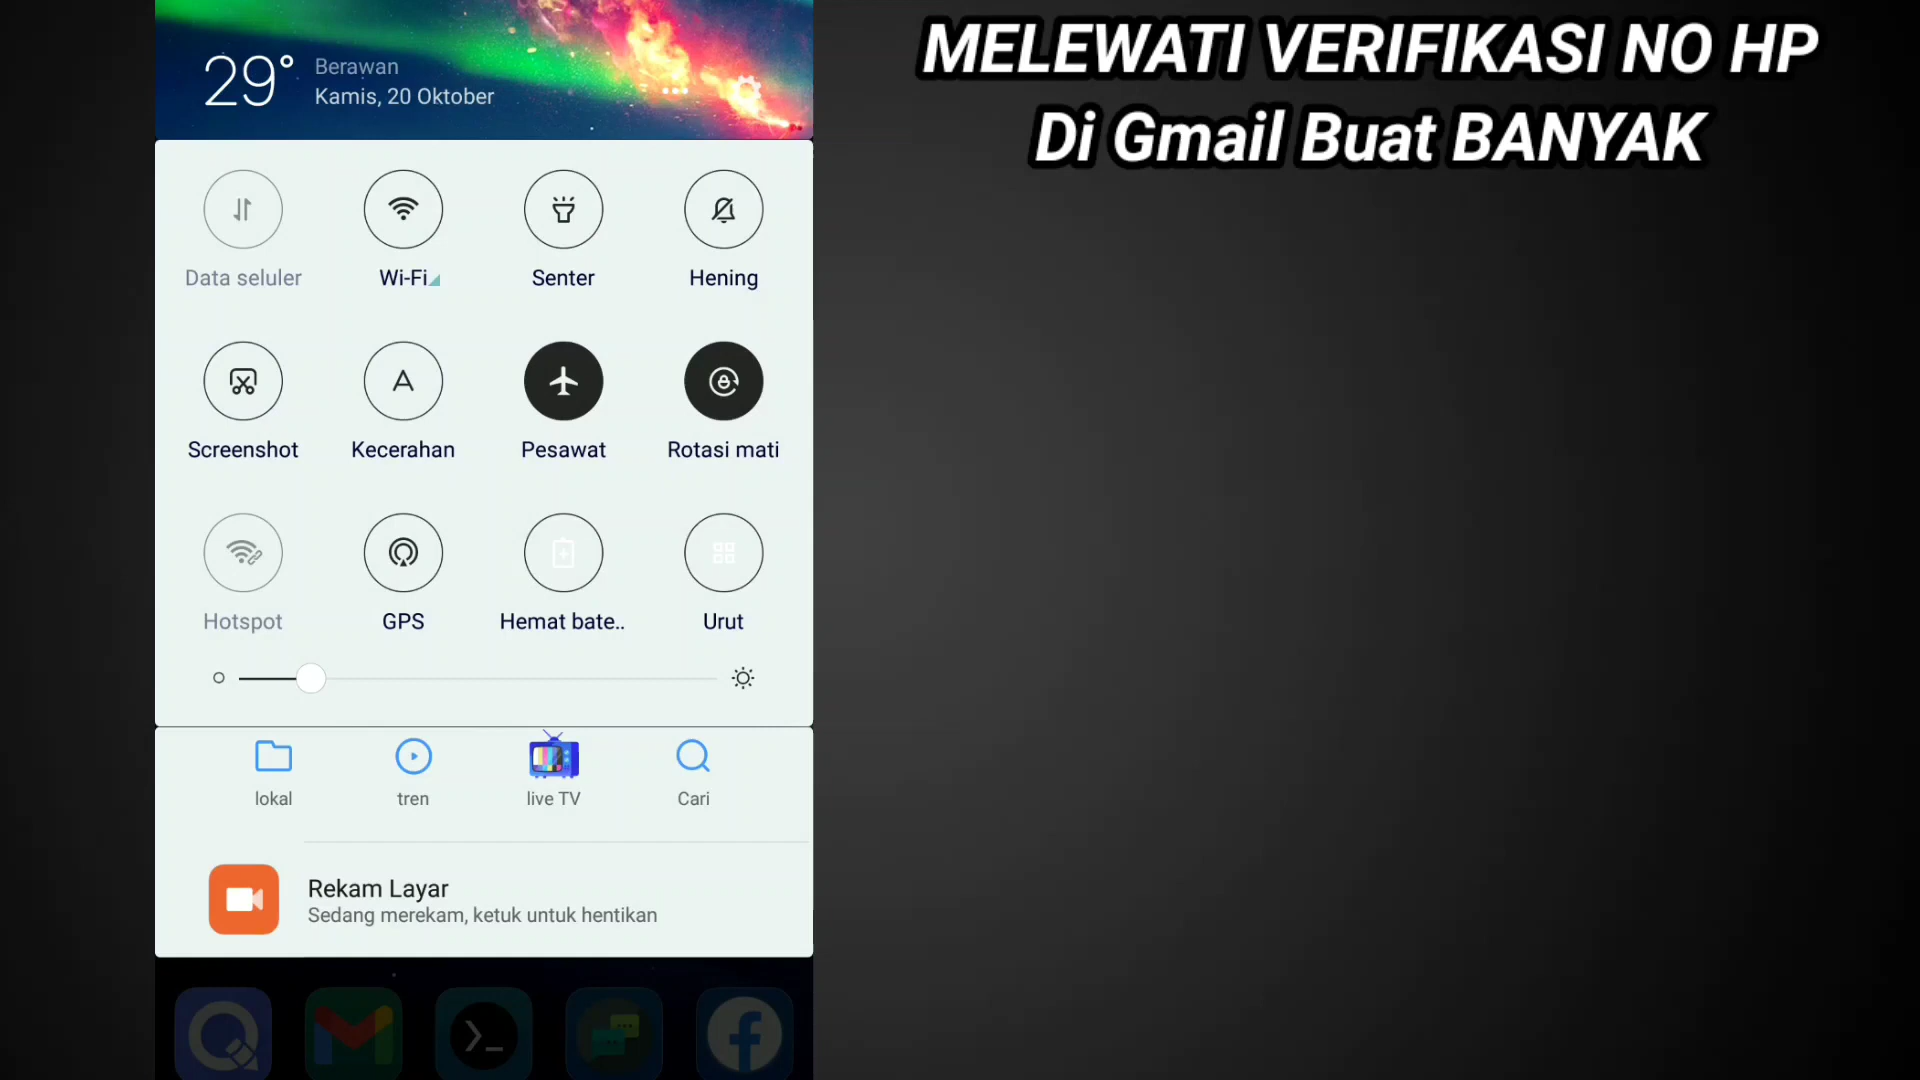 MELEWATI VERIFIKASI NO HP
Di Gmail Buat BANYAK
29°
Berawan
Kamis, 20 Oktober
Data seluler
Wi-Fi
Senter
Hening
Screenshot
Kecerahan
Pesawat
Rotasi mati
Hotspot
GPS
Hemat bate..
Urut
lokal
tren
live TV
Cari
Rekam Layar
Sedang merekam, ketuk untuk hentikan